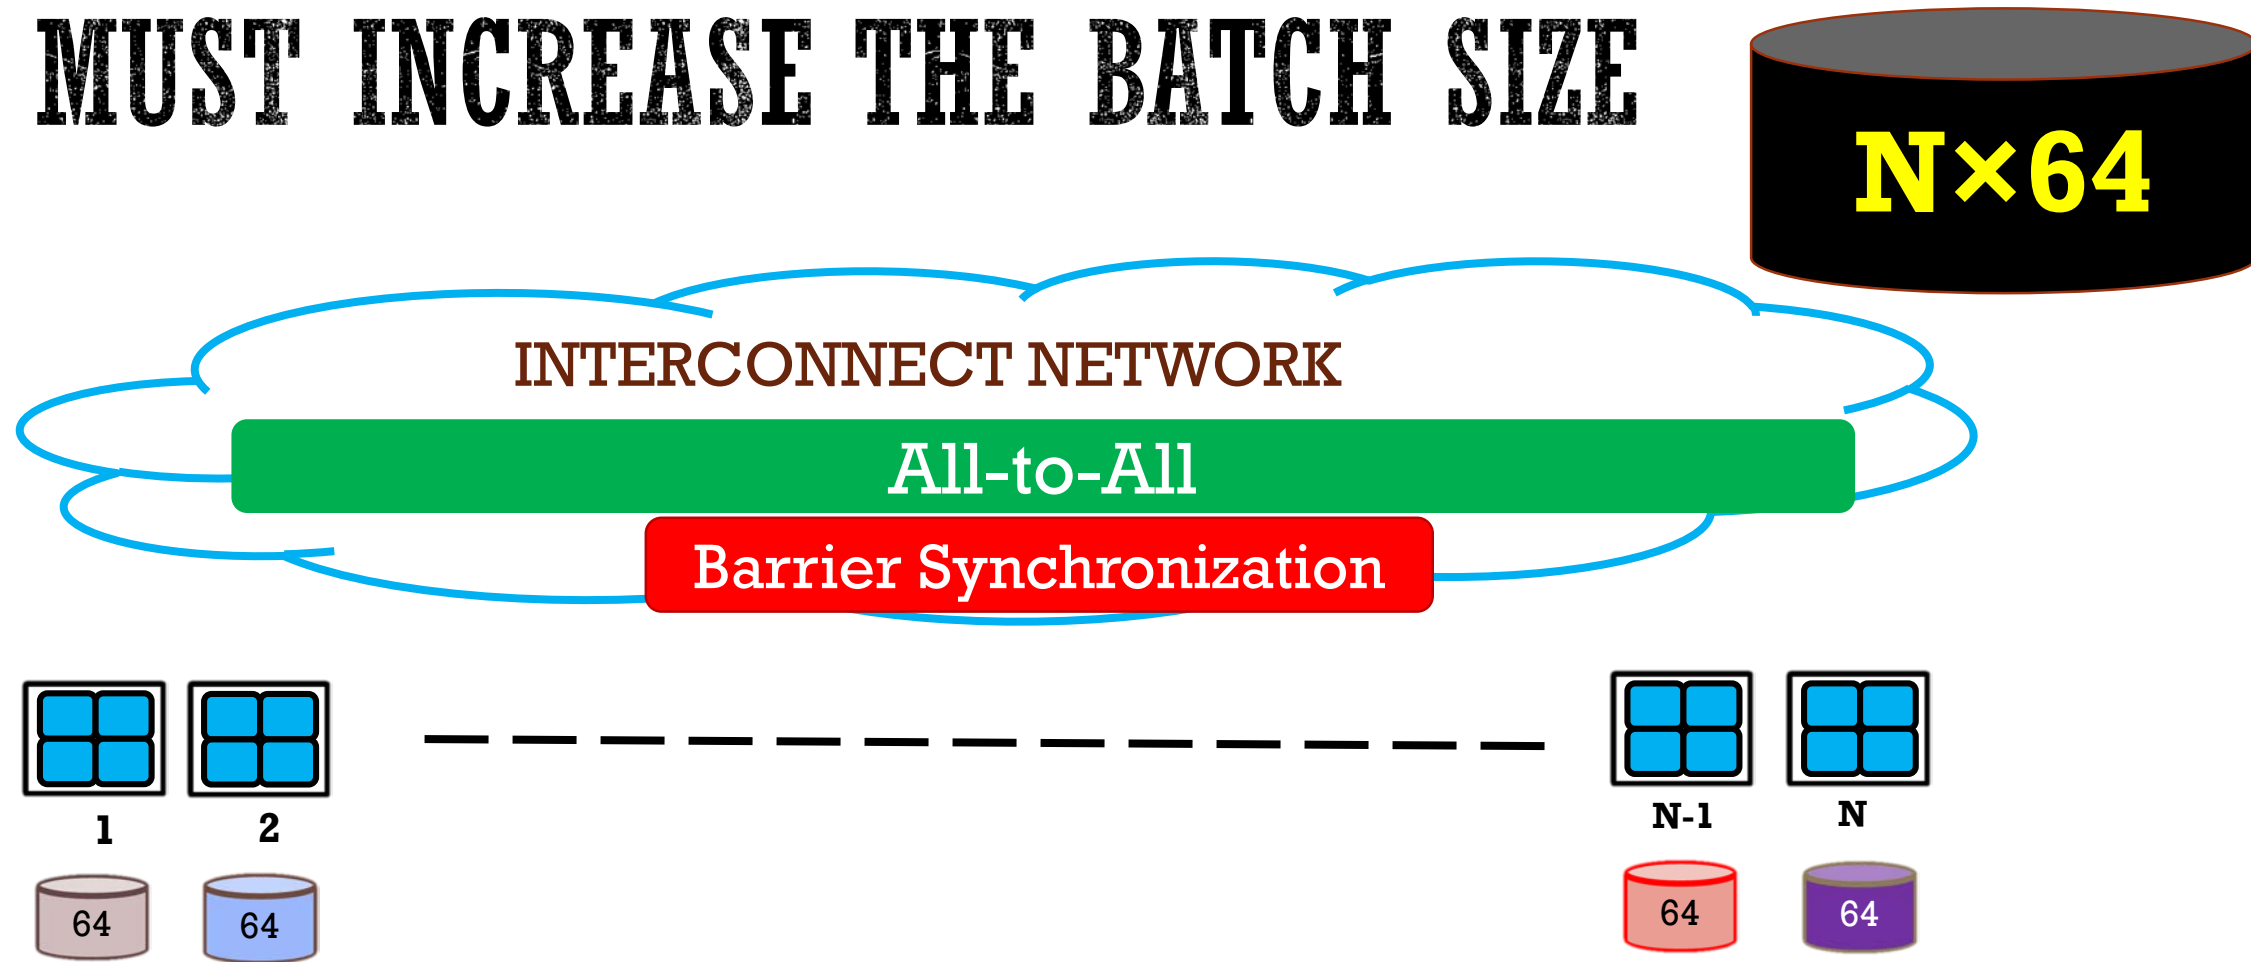 MUST INCREASE THE BATCH SIZE
N×64
INTERCONNECT NETWORK
All-to-All
Barrier Synchronization
1
2
N-1
N
64
64
64
64